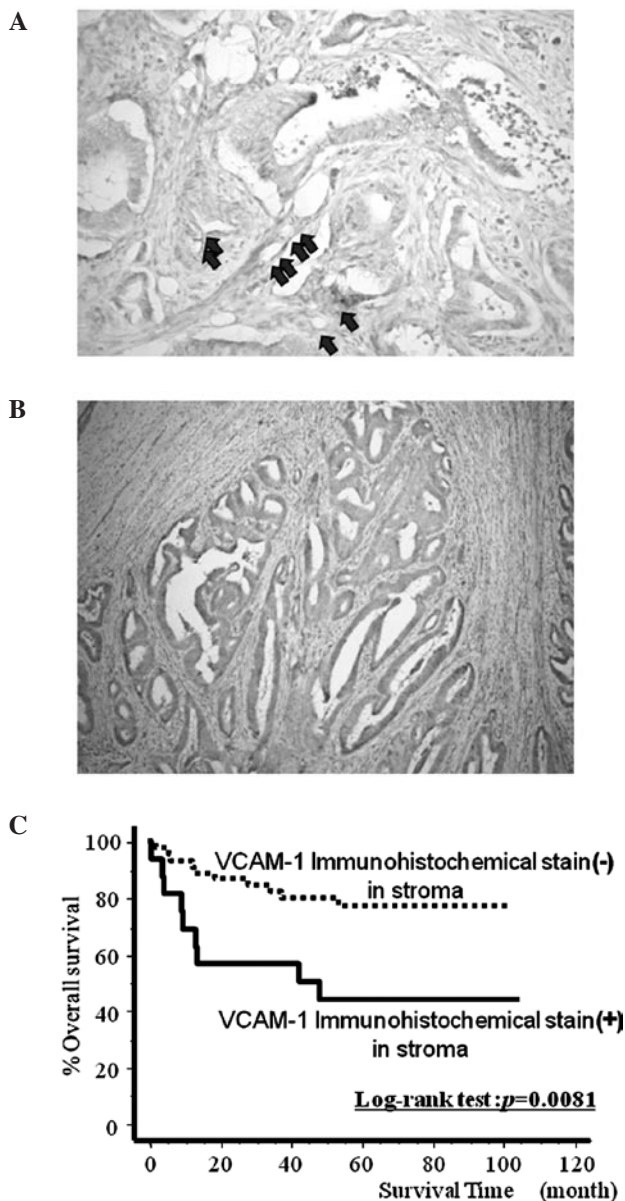 A
B
C
100
80
60
40
20
0
% Overall survival
VCAM-1 Immunohistochemical stain(-)
in stroma
VCAM-1 Immunohistochemical stain(+)
in stroma
Log-rank test:p=0.0081
0 20 40 60 80 100 120
Survival Time (month)